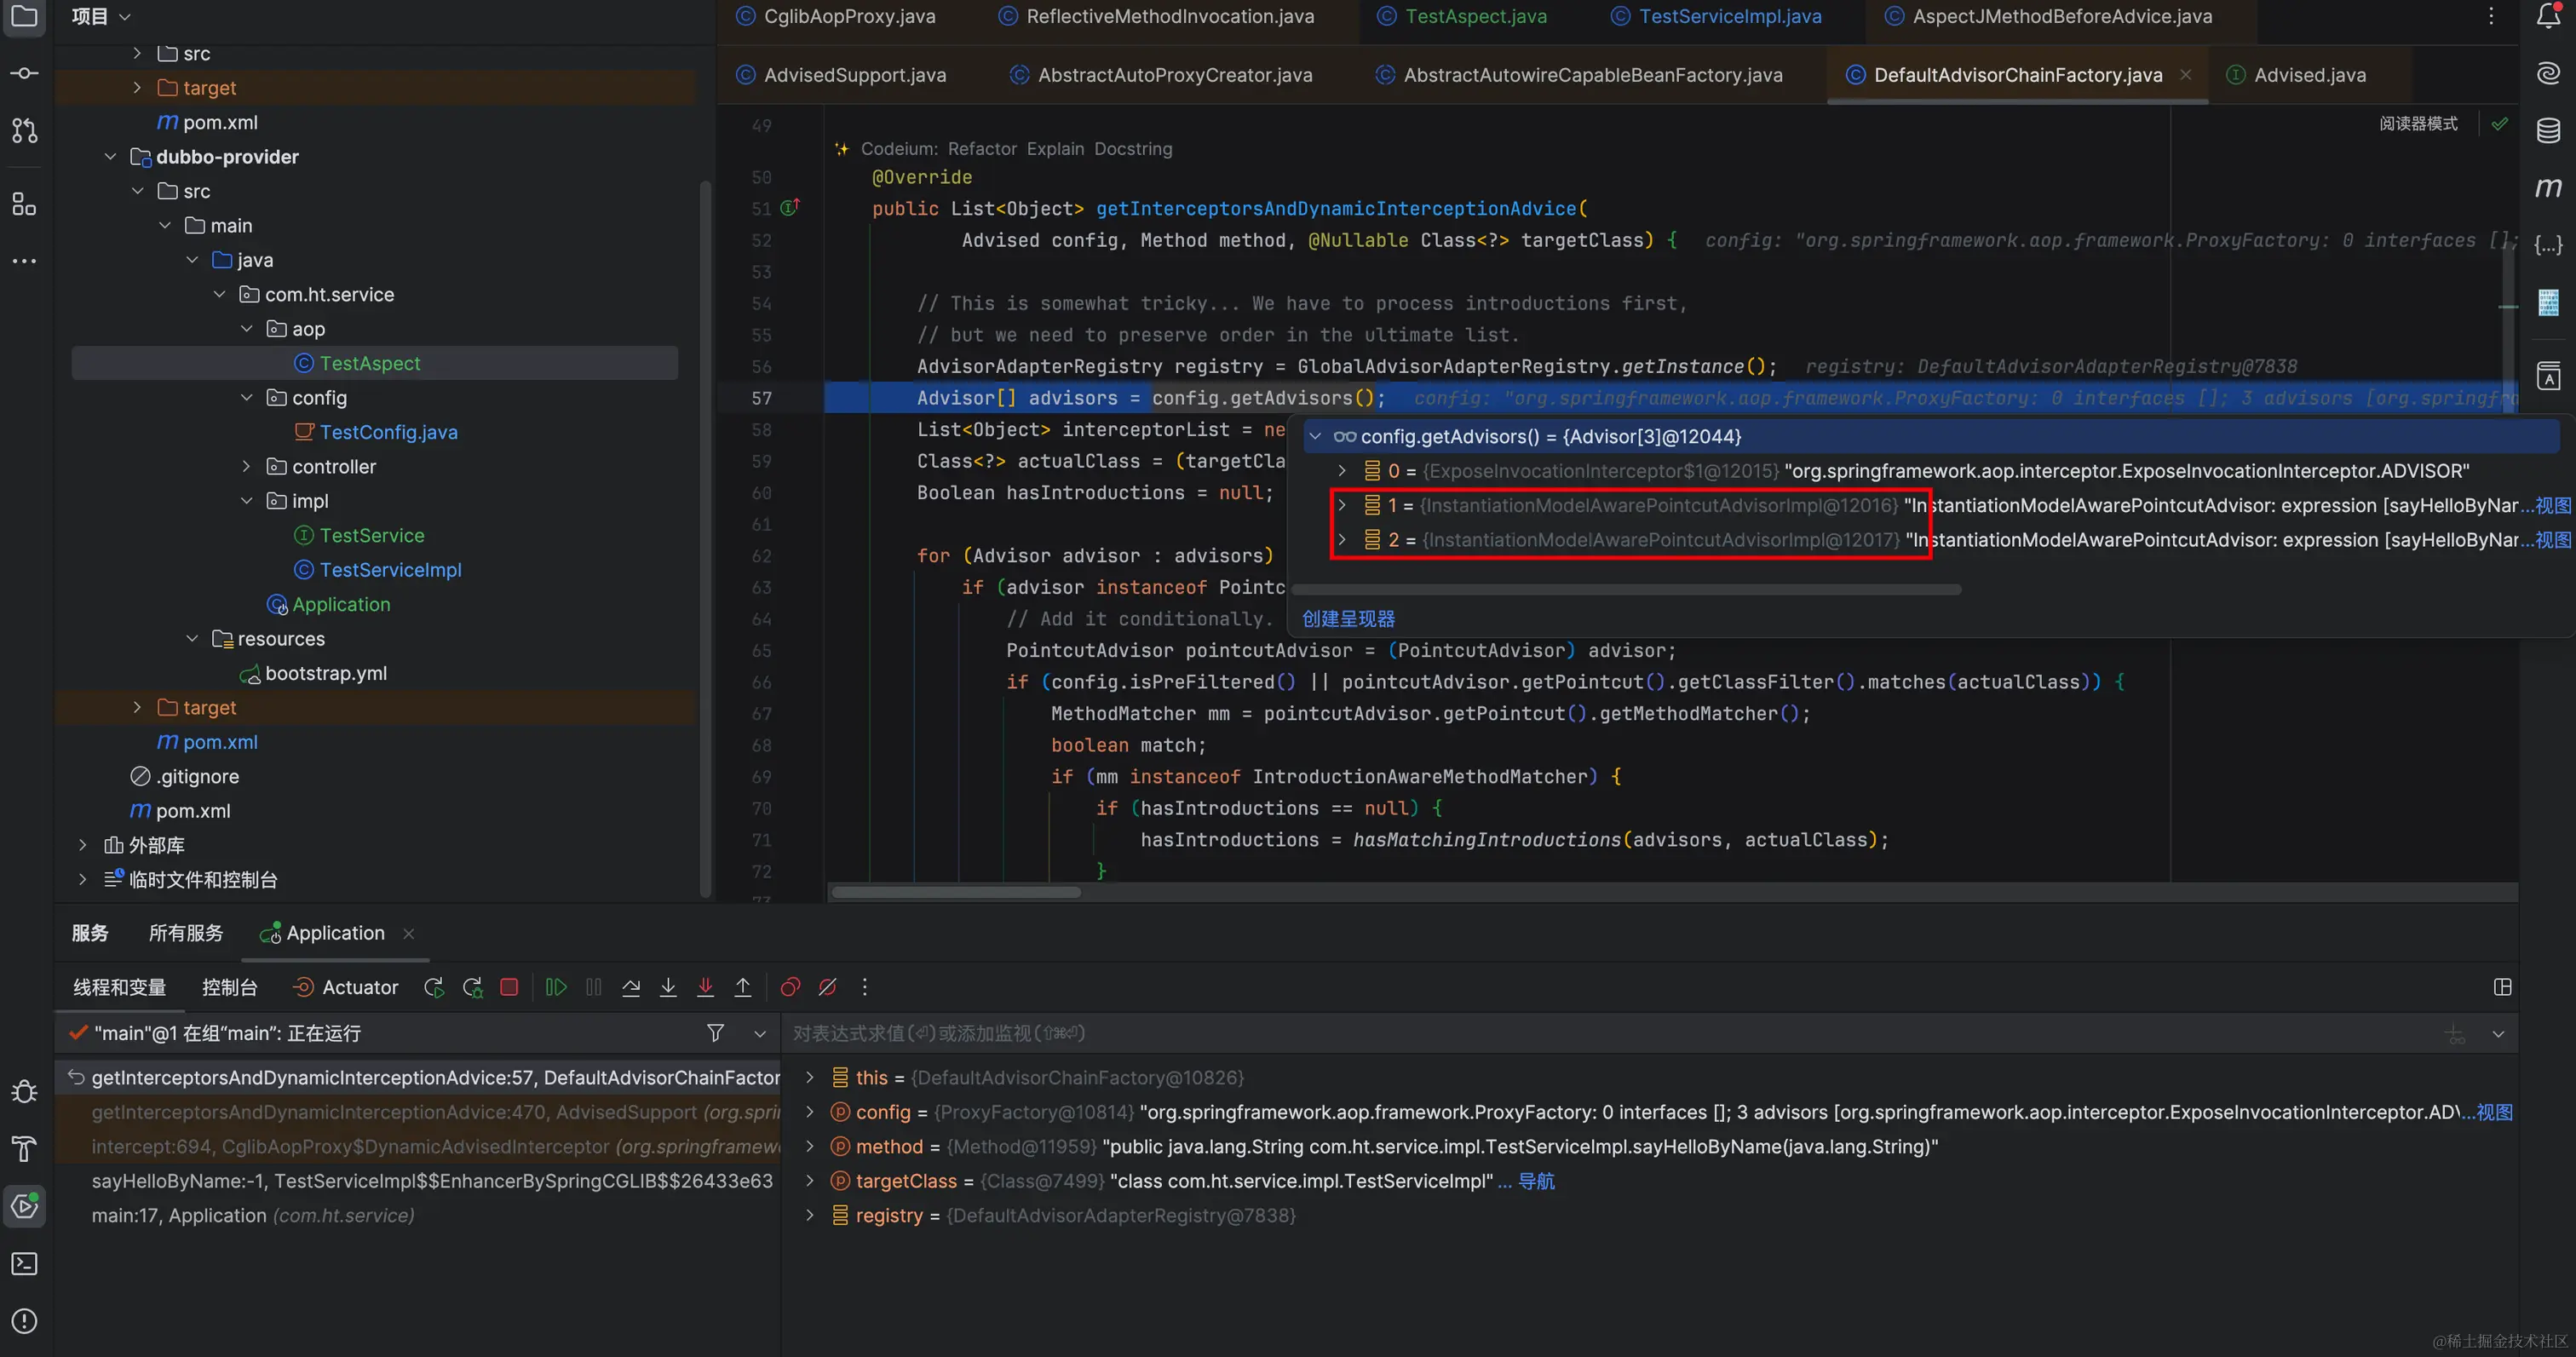 项目
src
target
pom.xml
dubbo-provider
src
main
java
com.ht.service
aop
TestAspect
config
TestConfig.java
controller
impl
TestService
TestServiceImpl
Application
resources
bootstrap.yml
target
pom.xml
.gitignore
pom.xml
外部库
临时文件和控制台
CglibAopProxy.java ReflectiveMethodInvocation.java TestAspect.java TestServiceImpl.java AspectJMethodBeforeAdvice.java
AdvisedSupport.java AbstractAutoProxyCreator.java AbstractAutowireCapableBeanFactory.java DefaultAdvisorChainFactory.java Advised.java
阅读器模式
49
Codeium: Refactor Explain Docstring
50 @Override
51 public List<Object> getInterceptorsAndDynamicInterceptionAdvice(
52 Advised config, Method method, @Nullable Class<?> targetClass) { config: "org.springframework.aop.framework.ProxyFactory: 0 interfaces [];
53
54 // This is somewhat tricky... We have to process introductions first,
55 // but we need to preserve order in the ultimate list.
56 AdvisorAdapterRegistry registry = GlobalAdvisorAdapterRegistry.getInstance(); registry: DefaultAdvisorAdapterRegistry@7838
57 Advisor[] advisors = config.getAdvisors(); config: "org.springframework.aop.framework.ProxyFactory: 0 interfaces []; 3 advisors [org.springfra
58 List<Object> interceptorList = ne
59 Class<?> actualClass = (targetCla
60 Boolean hasIntroductions = null;
61
62 for (Advisor advisor : advisors)
63 if (advisor instanceof Pointc
64 // Add it conditionally.
65 PointcutAdvisor pointcutAdvisor = (PointcutAdvisor) advisor;
66 if (config.isPreFiltered() || pointcutAdvisor.getPointcut().getClassFilter().matches(actualClass)) {
67 MethodMatcher mm = pointcutAdvisor.getPointcut().getMethodMatcher();
68 boolean match;
69 if (mm instanceof IntroductionAwareMethodMatcher) {
70 if (hasIntroductions == null) {
71 hasIntroductions = hasMatchingIntroductions(advisors, actualClass);
72 }
73
config.getAdvisors() = {Advisor[3]@12044}
0 = {ExposeInvocationInterceptor$1@12015} "org.springframework.aop.interceptor.ExposeInvocationInterceptor.ADVISOR"
1 = {InstantiationModelAwarePointcutAdvisorImpl@12016} "InstantiationModelAwarePointcutAdvisor: expression [sayHelloByNar...视图
2 = {InstantiationModelAwarePointcutAdvisorImpl@12017} "InstantiationModelAwarePointcutAdvisor: expression [sayHelloByNar...视图
创建呈现器
服务 所有服务 Application
线程和变量 控制台 Actuator
"main"@1 在组"main": 正在运行
getInterceptorsAndDynamicInterceptionAdvice:57, DefaultAdvisorChainFactor
getInterceptorsAndDynamicInterceptionAdvice:470, AdvisedSupport (org.sprin
intercept:694, CglibAopProxy$DynamicAdvisedInterceptor (org.springframew
sayHelloByName:-1, TestServiceImpl$$EnhancerBySpringCGLIB$$26433e63
main:17, Application (com.ht.service)
对表达式求值(⏎)或添加监视(⇧⌘⏎)
this = {DefaultAdvisorChainFactory@10826}
config = {ProxyFactory@10814} "org.springframework.aop.framework.ProxyFactory: 0 interfaces []; 3 advisors [org.springframework.aop.interceptor.ExposeInvocationInterceptor.AD\...视图
method = {Method@11959} "public java.lang.String com.ht.service.impl.TestServiceImpl.sayHelloByName(java.lang.String)"
targetClass = {Class@7499} "class com.ht.service.impl.TestServiceImpl" ... 导航
registry = {DefaultAdvisorAdapterRegistry@7838}
@稀土掘金技术社区